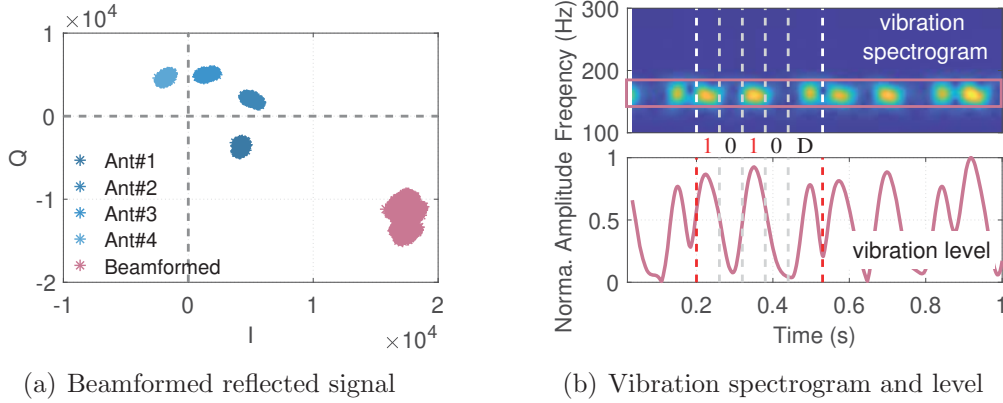 1 ×10⁴
Q
0
-1
-2
Ant#1
Ant#2
Ant#3
Ant#4
Beamformed
-1 0 1 2
I ×10⁴
(a) Beamformed reflected signal
Freqency (Hz)
300
200
100
vibration
spectrogram
1 0 1 0 D
Norma. Amplitude
1
0.5
0
vibration level
0.2 0.4 0.6 0.8 1
Time (s)
(b) Vibration spectrogram and level